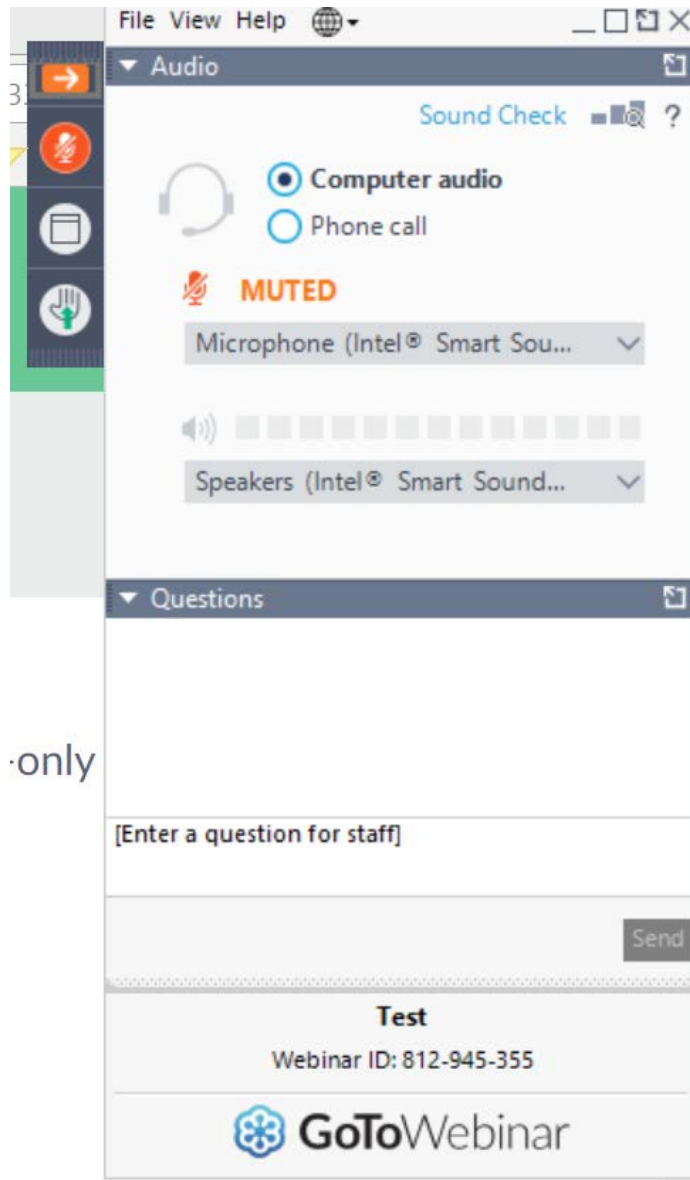 File View Help
Audio
Sound Check ?
Computer audio
Phone call
MUTED
Microphone (Intel® Smart Sou...
Speakers (Intel® Smart Sound...
Questions
-only
[Enter a question for staff]
Send
Test
Webinar ID: 812-945-355
GoToWebinar